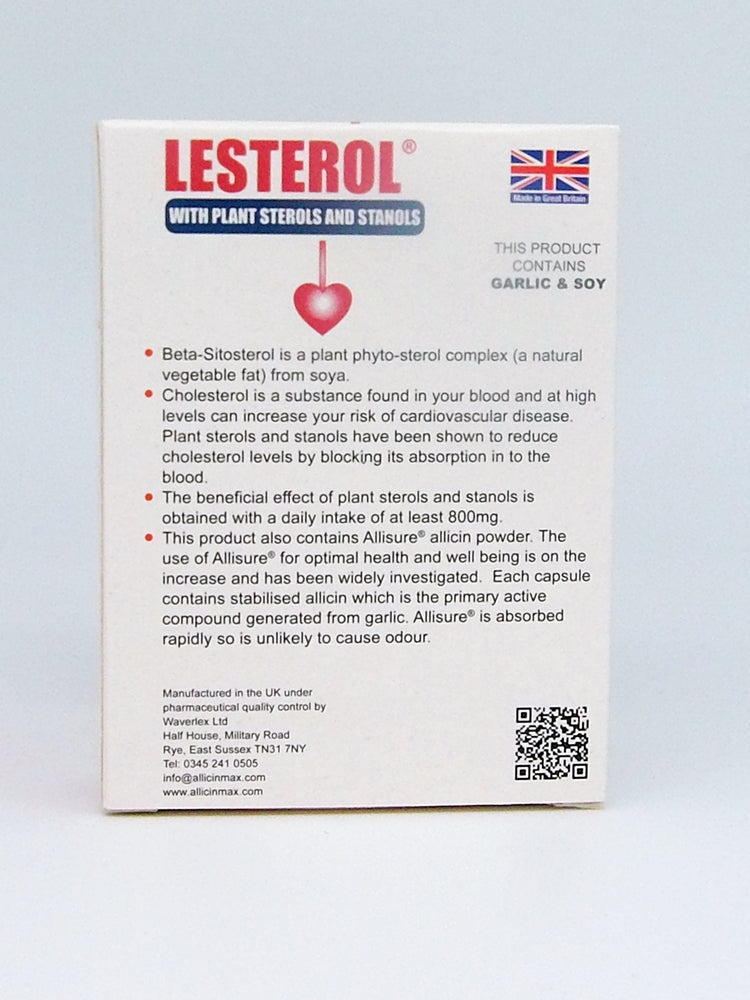 LESTEROL®
WITH PLANT STEROLS AND STANOLS
Made in Great Britain
THIS PRODUCT
CONTAINS
GARLIC & SOY
• Beta-Sitosterol is a plant phyto-sterol complex (a natural
vegetable fat) from soya.
• Cholesterol is a substance found in your blood and at high
levels can increase your risk of cardiovascular disease.
Plant sterols and stanols have been shown to reduce
cholesterol levels by blocking its absorption in to the
blood.
• The beneficial effect of plant sterols and stanols is
obtained with a daily intake of at least 800mg.
• This product also contains Allisure® allicin powder. The
use of Allisure® for optimal health and well being is on the
increase and has been widely investigated. Each capsule
contains stabilised allicin which is the primary active
compound generated from garlic. Allisure® is absorbed
rapidly so is unlikely to cause odour.
Manufactured in the UK under
pharmaceutical quality control by
Waverlex Ltd
Half House, Military Road
Rye, East Sussex TN31 7NY
Tel: 0345 241 0505
info@allicinmax.com
www.allicinmax.com